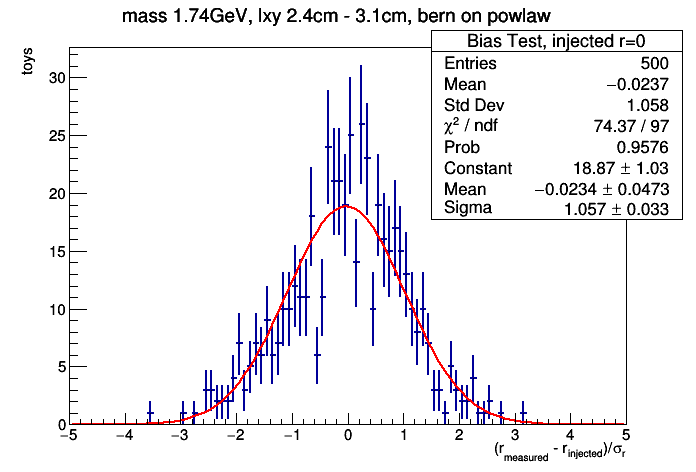 mass 1.74GeV, lxy 2.4cm - 3.1cm, bern on powlaw
toys
Bias Test, injected r=0
Entries 500
Mean −0.0237
Std Dev 1.058
χ² / ndf 74.37 / 97
Prob 0.9576
Constant 18.87 ± 1.03
Mean −0.0234 ± 0.0473
Sigma 1.057 ± 0.033
30
25
20
15
10
5
0
−5 −4 −3 −2 −1 0 1 2 3 4 5
(r_measured - r_injected)/σ_r